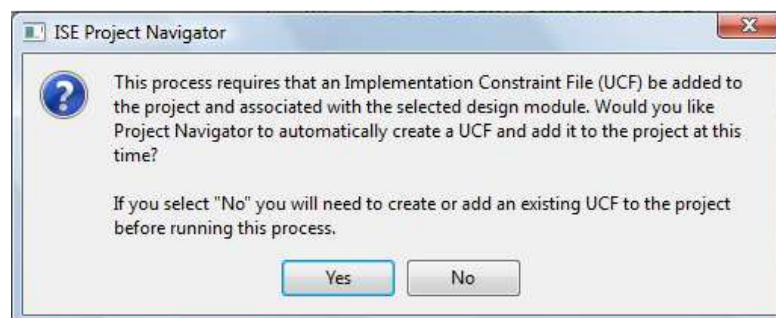 ISE Project Navigator
This process requires that an Implementation Constraint File (UCF) be added to
the project and associated with the selected design module. Would you like
Project Navigator to automatically create a UCF and add it to the project at this
time?
If you select "No" you will need to create or add an existing UCF to the project
before running this process.
Yes No